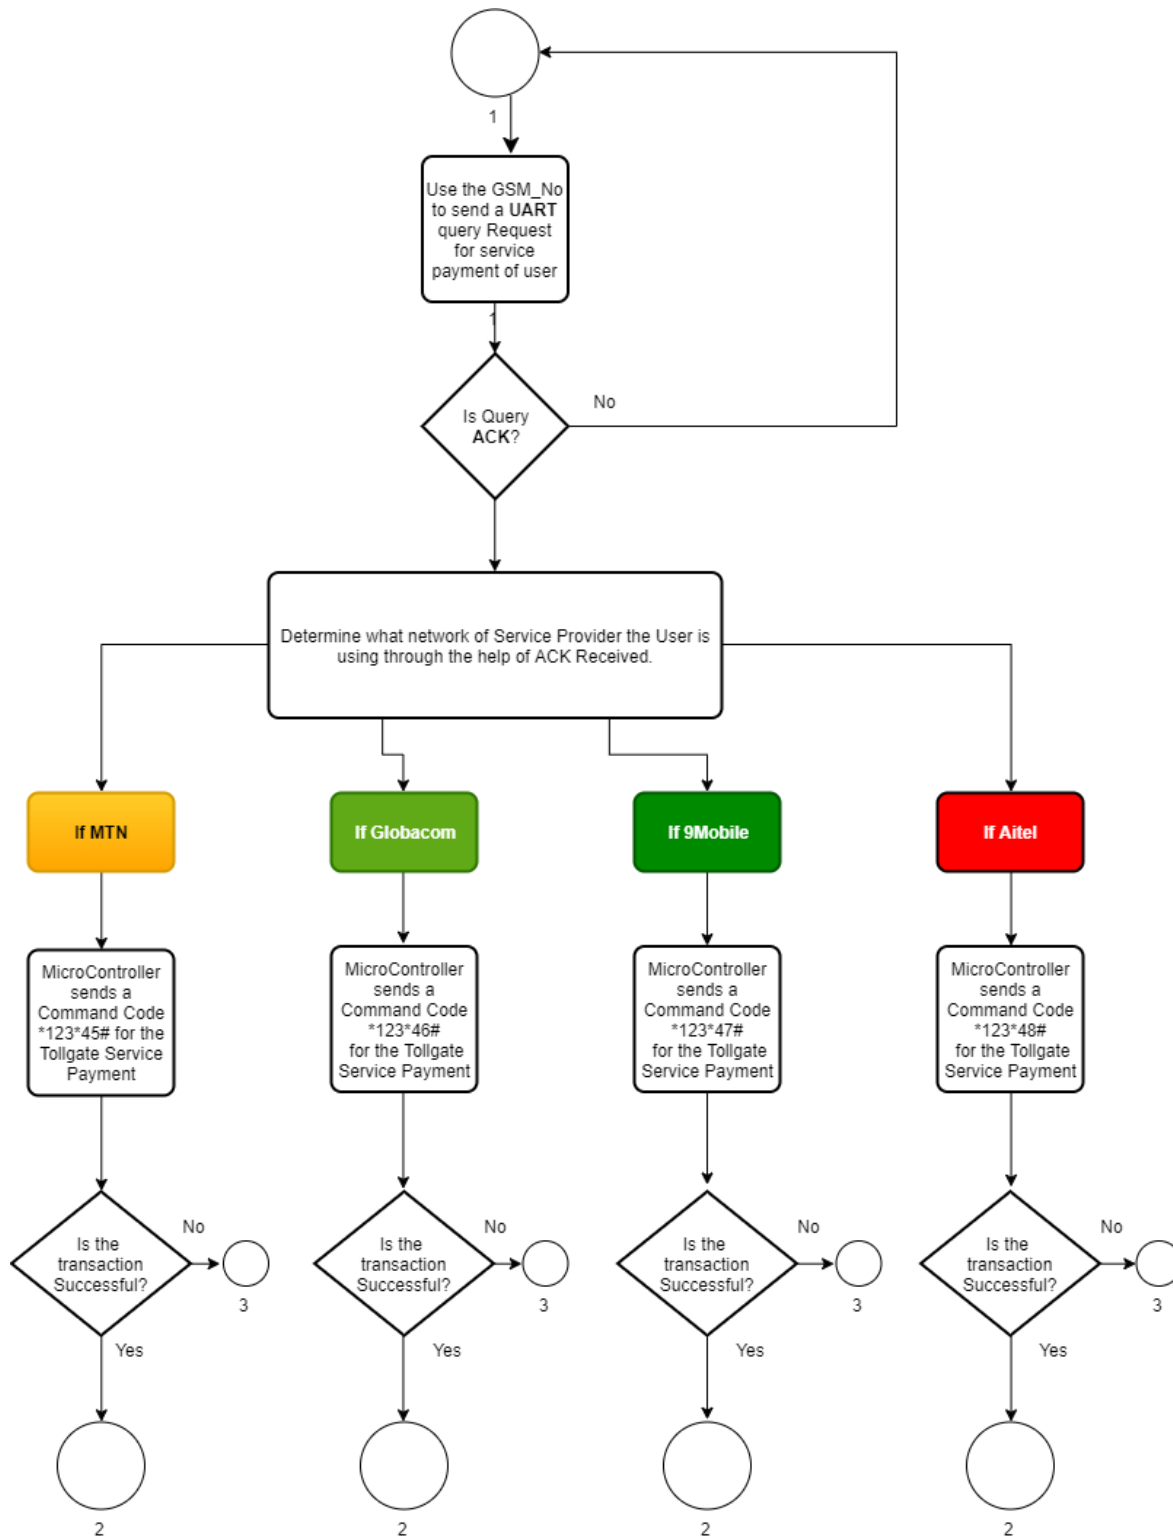 1
Use the GSM_No
to send a UART
query Request
for service
payment of user
1
Is Query
ACK?
No
Determine what network of Service Provider the User is
using through the help of ACK Received.
If MTN
If Globacom
If 9Mobile
If Aitel
MicroController
sends a
Command Code
*123*45# for the
Tollgate Service
Payment
MicroController
sends a
Command Code
*123*46#
for the Tollgate
Service Payment
MicroController
sends a
Command Code
*123*47#
for the Tollgate
Service Payment
MicroController
sends a
Command Code
*123*48#
for the Tollgate
Service Payment
Is the
transaction
Successful?
No
3
Yes
2
Is the
transaction
Successful?
No
3
Yes
2
Is the
transaction
Successful?
No
3
Yes
2
Is the
transaction
Successful?
No
3
Yes
2